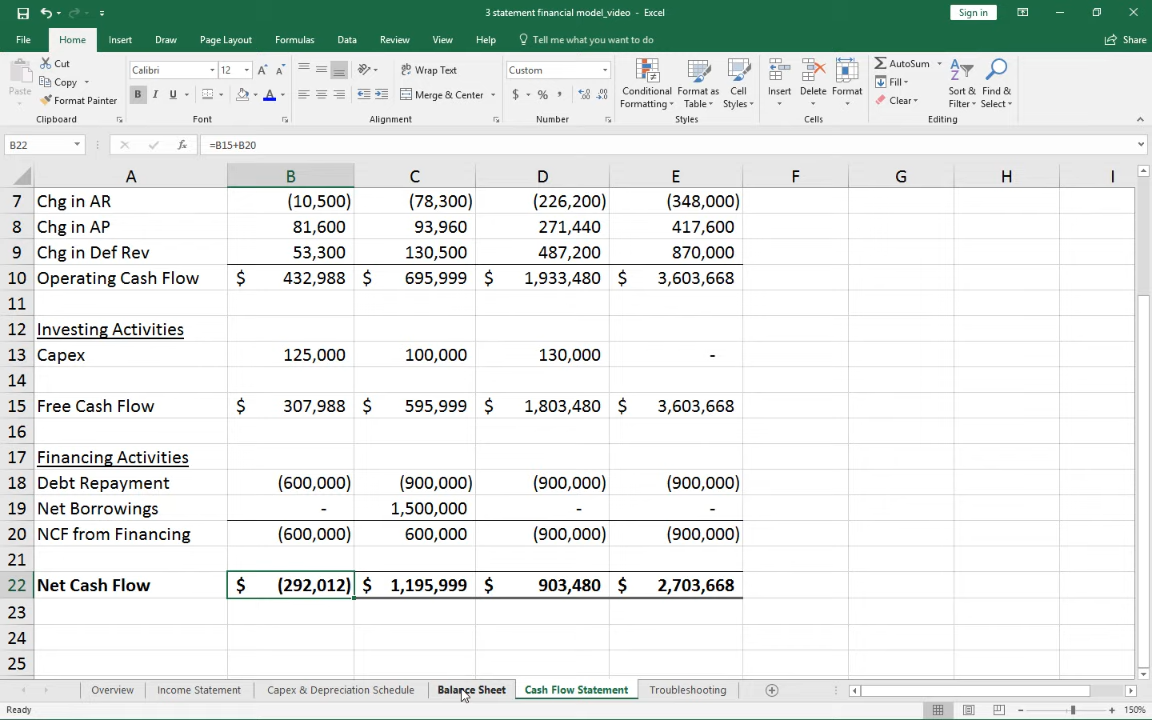 3 statement financial model_video - Excel
Sign in
File Home Insert Draw Page Layout Formulas Data Review View Help Tell me what you want to do Share
Paste
Cut
Copy
Format Painter
Clipboard
Calibri 12 A A
B I U A
Font
Wrap Text
Merge & Center
Alignment
Custom
$ % ,
Number
Conditional Formatting
Format as Table
Cell Styles
Styles
Insert Delete Format
Cells
AutoSum
Fill
Clear
Sort & Filter
Find & Select
Editing
B22 fx =B15+B20
A B C D E F G H I
7 Chg in AR (10,500) (78,300) (226,200) (348,000)
8 Chg in AP 81,600 93,960 271,440 417,600
9 Chg in Def Rev 53,300 130,500 487,200 870,000
10 Operating Cash Flow $ 432,988 $ 695,999 $ 1,933,480 $ 3,603,668
11
12 Investing Activities
13 Capex 125,000 100,000 130,000 -
14
15 Free Cash Flow $ 307,988 $ 595,999 $ 1,803,480 $ 3,603,668
16
17 Financing Activities
18 Debt Repayment (600,000) (900,000) (900,000) (900,000)
19 Net Borrowings - 1,500,000 - -
20 NCF from Financing (600,000) 600,000 (900,000) (900,000)
21
22 Net Cash Flow $ (292,012) $ 1,195,999 $ 903,480 $ 2,703,668
23
24
25
Overview Income Statement Capex & Depreciation Schedule Balance Sheet Cash Flow Statement Troubleshooting
Ready 150%